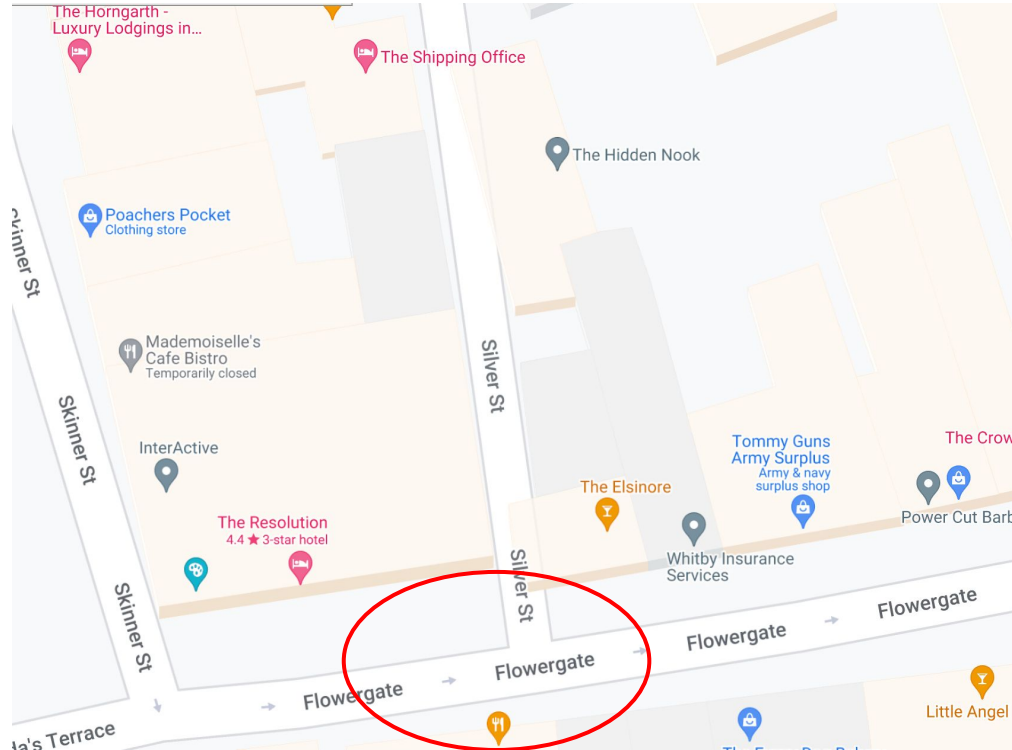 The Horngarth -
Luxury Lodgings in...
The Shipping Office
The Hidden Nook
Poachers Pocket
Clothing store
Skinner St
Mademoiselle's
Cafe Bistro
Temporarily closed
Silver St
Skinner St
InterActive
Tommy Guns
Army Surplus
Army & navy
surplus shop
The Crow
The Elsinore
The Resolution
4.4 ★ 3-star hotel
Power Cut Barb
Whitby Insurance
Services
Silver St
Skinner St
Flowergate
Flowergate
Flowergate
Flowergate
Little Angel
da's Terrace